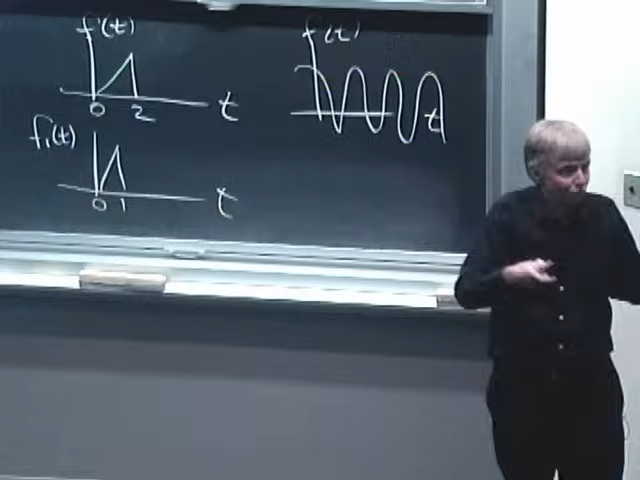 f(t)
0 2 t
f₁(t)
0 1 t
f(t)
t